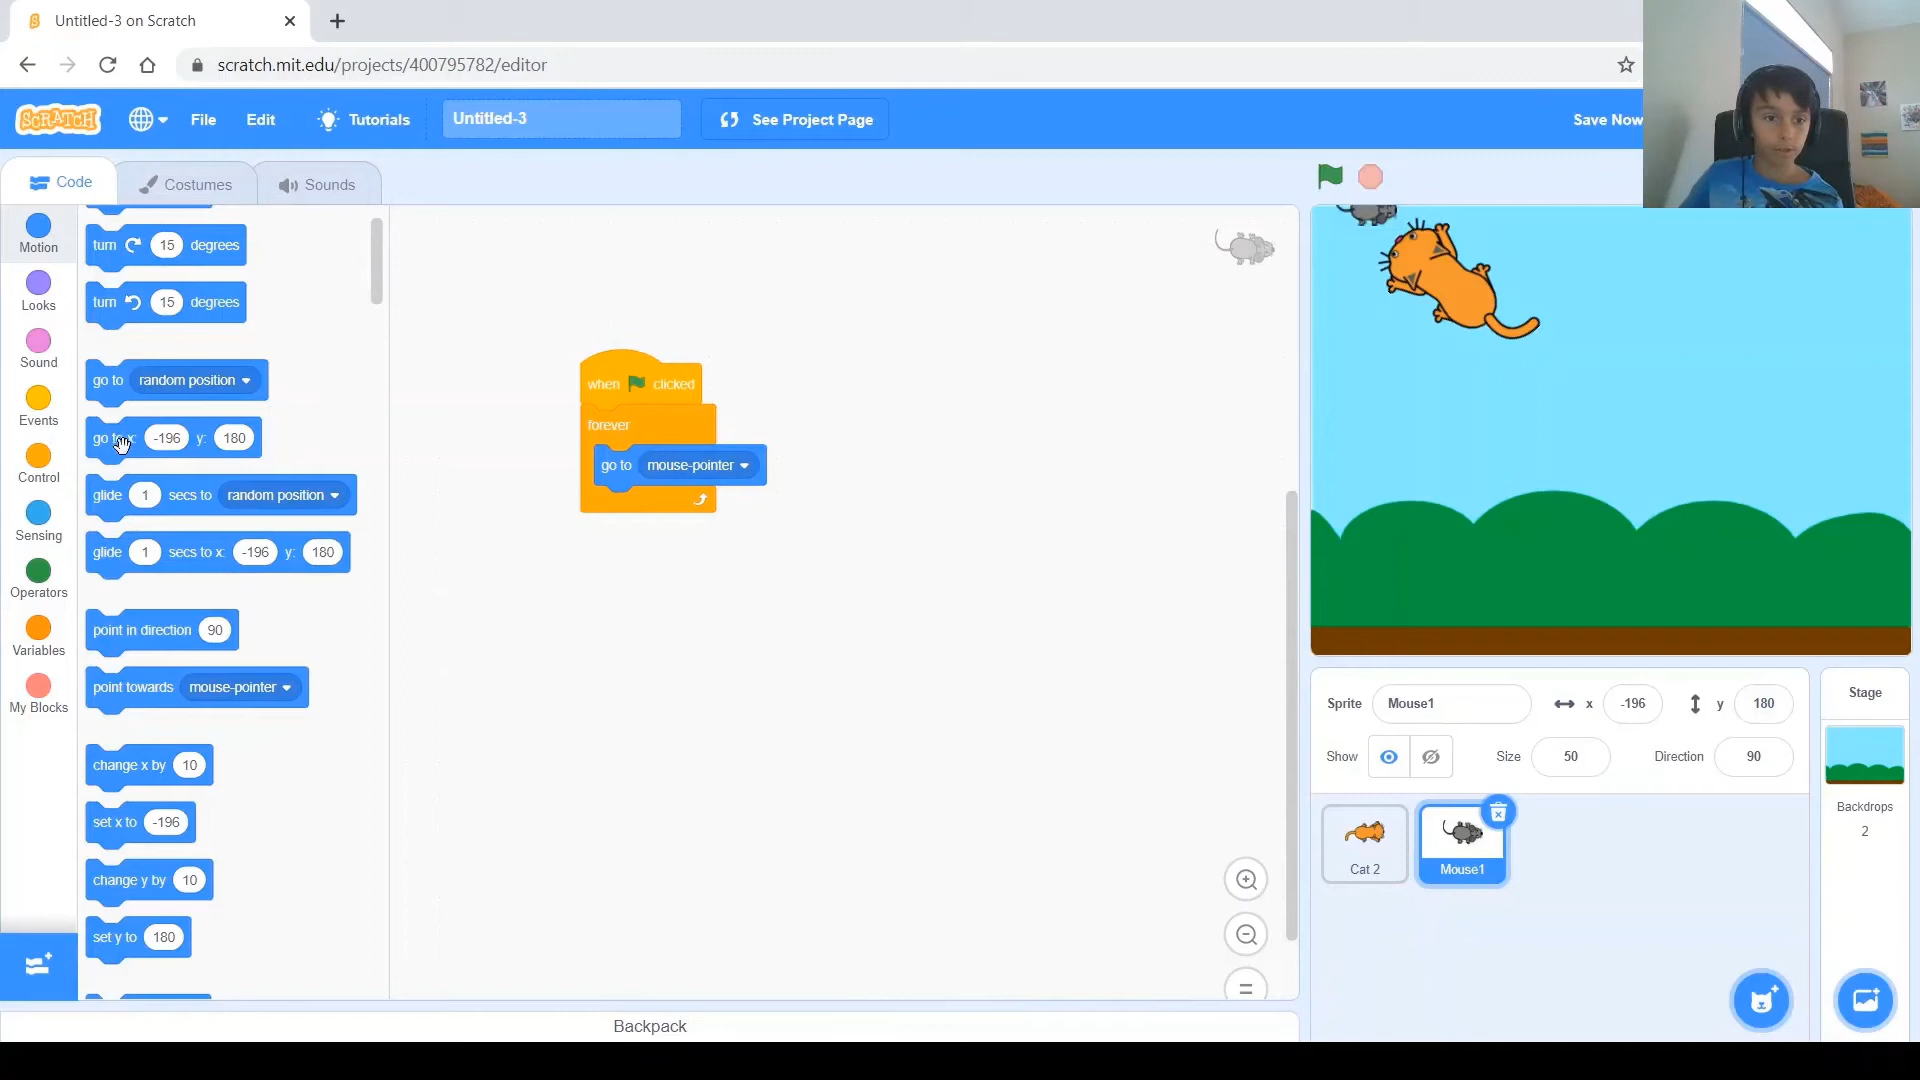 Untitled-3 on Scratch
scratch.mit.edu/projects/400795782/editor
SCRATCH File Edit Tutorials Untitled-3 See Project Page Save Now
Code Costumes Sounds
Motion
Looks
Sound
Events
Control
Sensing
Operators
Variables
My Blocks
turn 15 degrees
turn 15 degrees
go to random position
go to x: -196 y: 180
glide 1 secs to random position
glide 1 secs to x: -196 y: 180
point in direction 90
point towards mouse-pointer
change x by 10
set x to -196
change y by 10
set y to 180
when clicked
forever
go to mouse-pointer
Sprite Mouse1 x -196 y 180
Show Size 50 Direction 90
Cat 2
Mouse1
Stage
Backdrops
2
Backpack